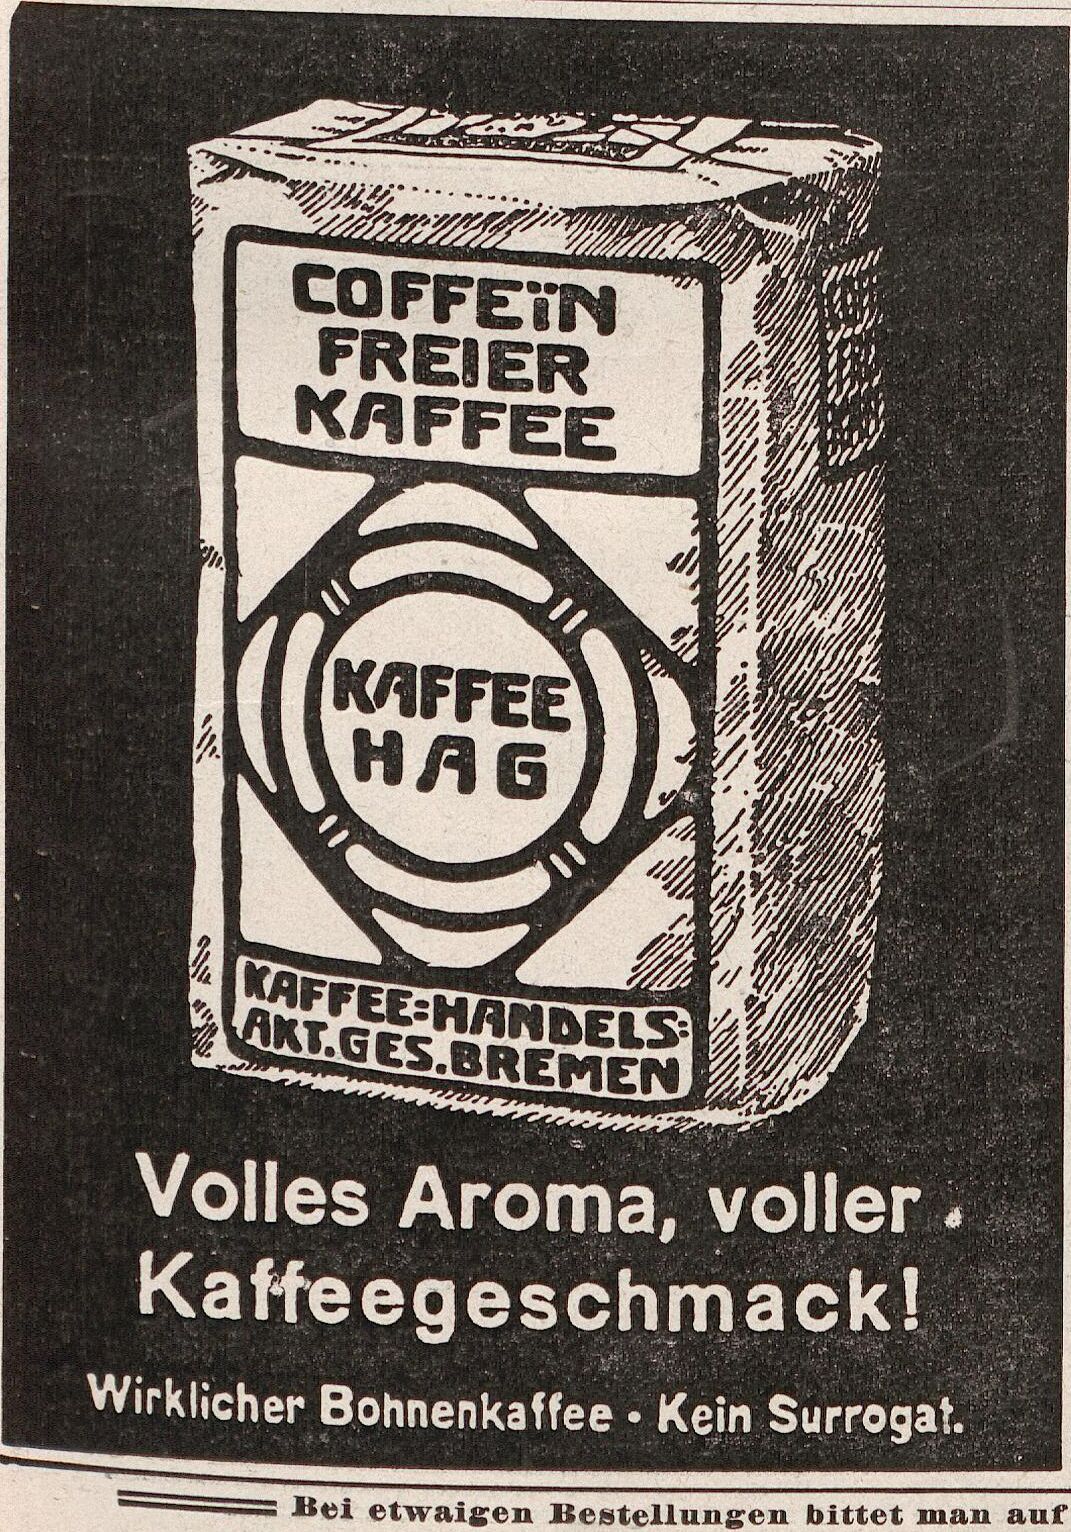 COFFEÏN
FREIER
KAFFEE
KAFFEE
HAG
KAFFEE=HANDELS=
AKT.GES.BREMEN
Volles Aroma, voller
Kaffeegeschmack!
Wirklicher Bohnenkaffee · Kein Surrogat.
Bei etwaigen Bestellungen bittet man auf